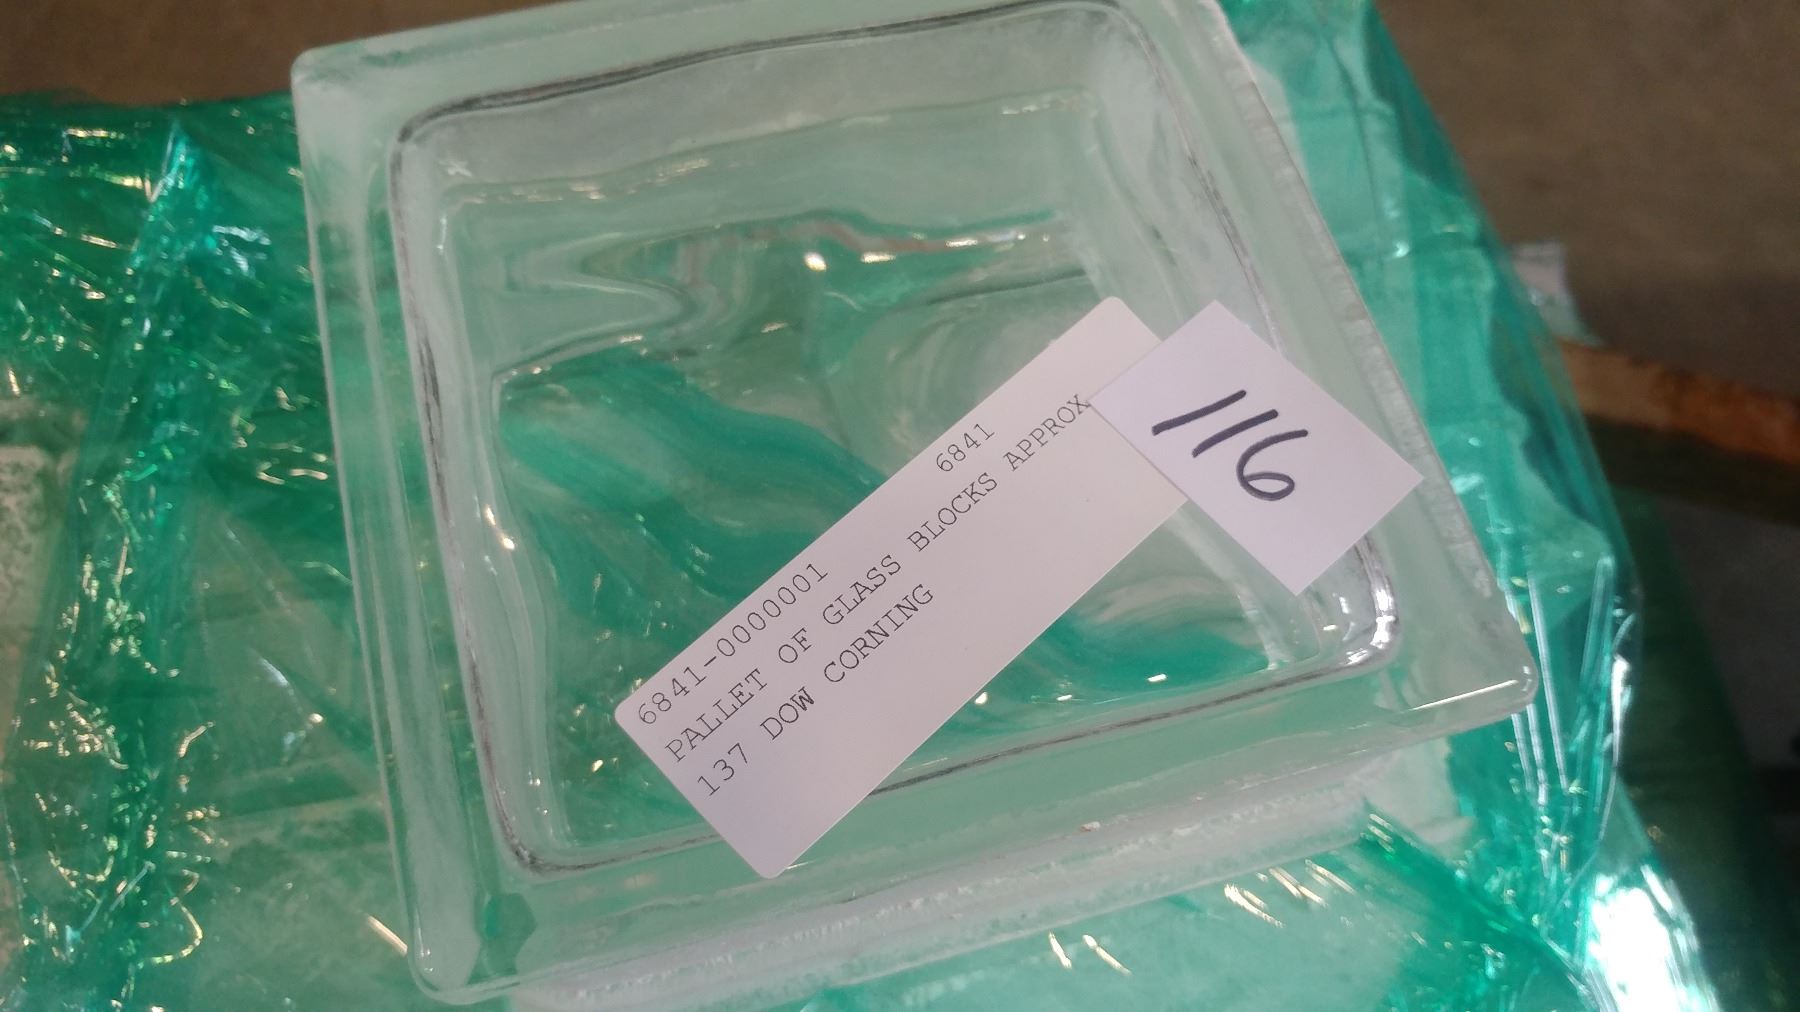 6841-0000001 6841
PALLET OF GLASS BLOCKS APPROX
137 DOW CORNING
116